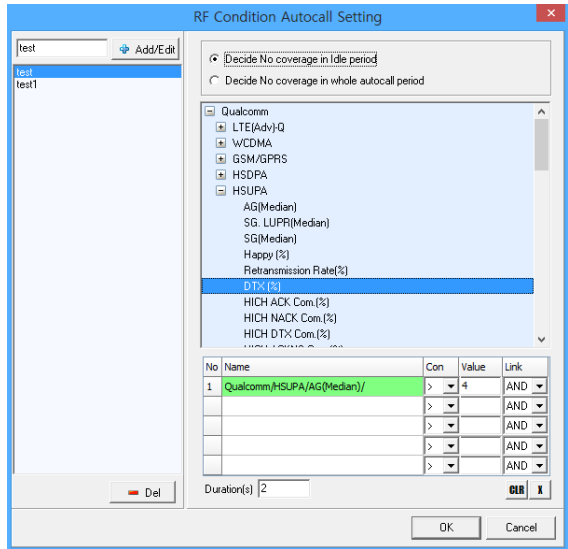 RF Condition Autocall Setting
test
Add/Edit
test
test1
Del
Decide No coverage in Idle period
Decide No coverage in whole autocall period
Qualcomm
LTE(Adv)-Q
WCDMA
GSM/GPRS
HSDPA
HSUPA
AG(Median)
SG. LUPR(Median)
SG(Median)
Happy (%)
Retransmission Rate(%)
DTX (%)
HICH ACK Com.(%)
HICH NACK Com.(%)
HICH DTX Com.(%)
No Name Con Value Link
1 Qualcomm/HSUPA/AG(Median)/ > 4 AND
> AND
> AND
> AND
> AND
Duration(s) 2
CLR X
OK Cancel